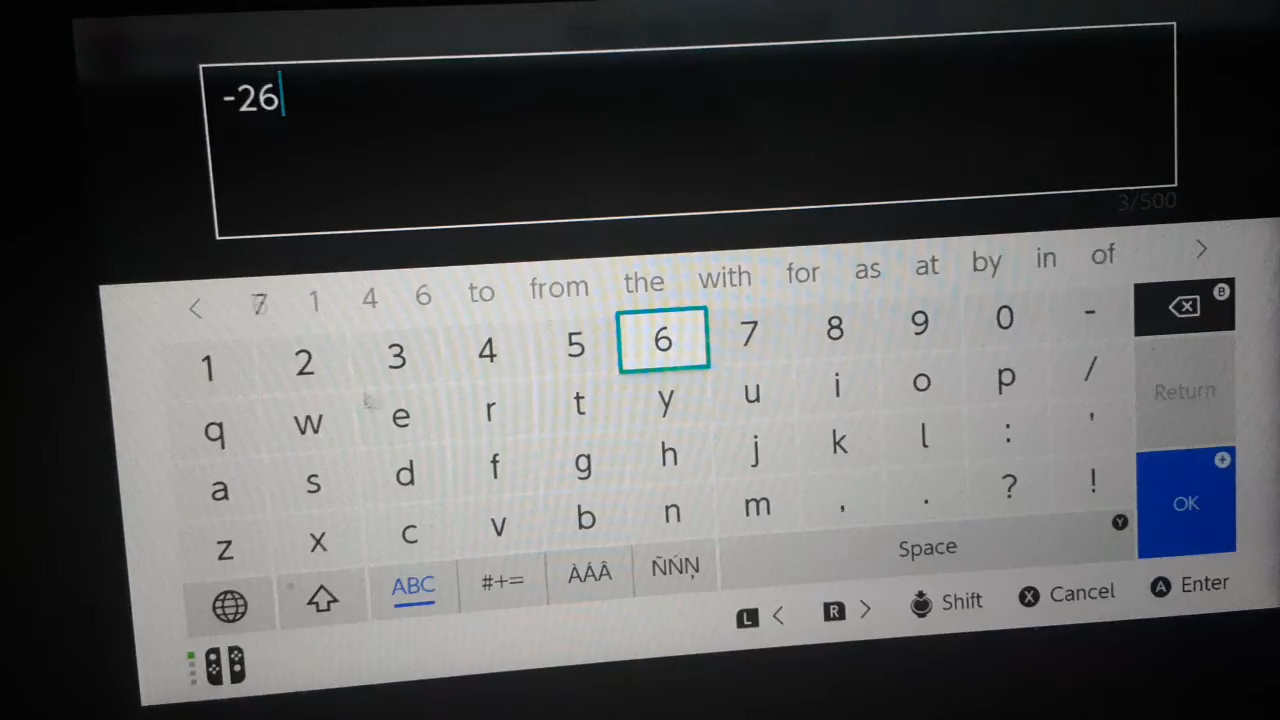 -26
3/500
< 7 1 4 6 to from the with for as at by in of >
1 2 3 4 5 6 7 8 9 0 - B
q w e r t y u i o p / Return
a s d f g h j k l : '
z x c v b n m , . ? ! + OK
ABC #+= ÀÁÂ ÑŃŅ Space Y
L < R > Shift X Cancel A Enter